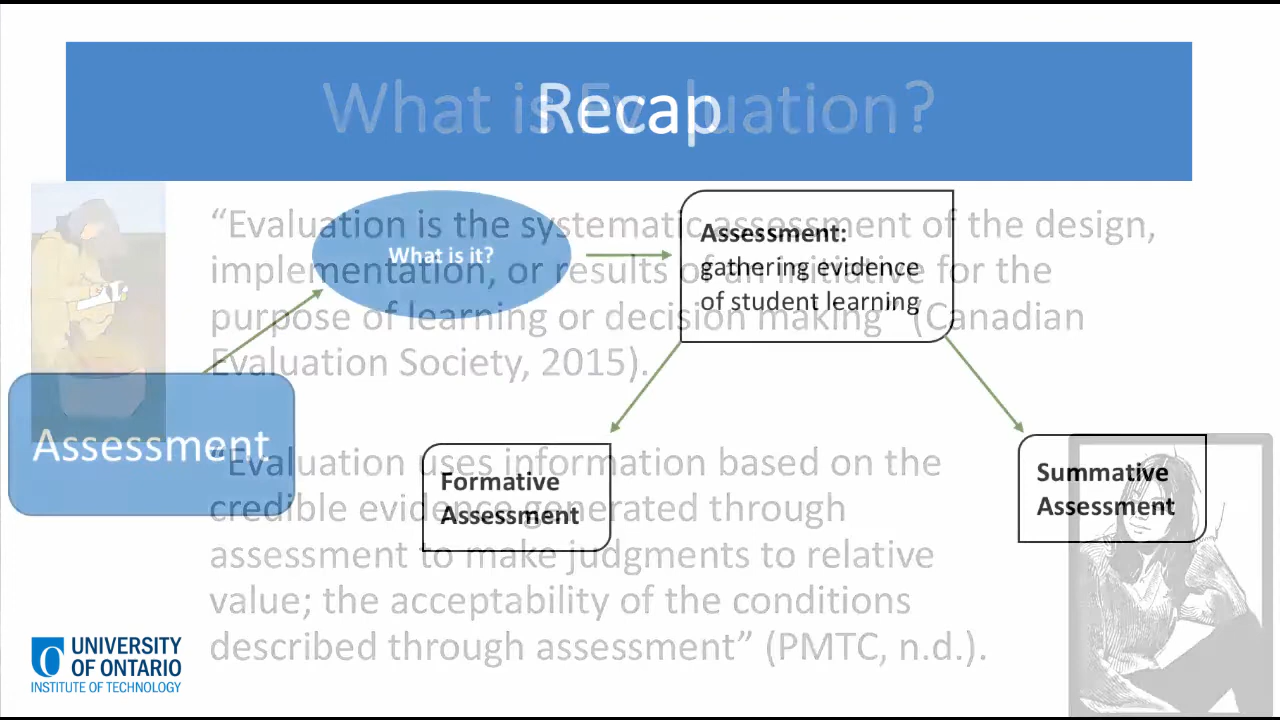 What is Evaluation?
Recap
“Evaluation is the systematic assessment of the design,
implementation, or results of an initiative for the
purpose of learning or decision making” (Canadian
Evaluation Society, 2015).
“Evaluation uses information based on the
credible evidence generated through
assessment to make judgments to relative
value; the acceptability of the conditions
described through assessment” (PMTC, n.d.).
What is it?
Assessment:
gathering evidence
of student learning
Assessment
Formative
Assessment
Summative
Assessment
UNIVERSITY
OF ONTARIO
INSTITUTE OF TECHNOLOGY